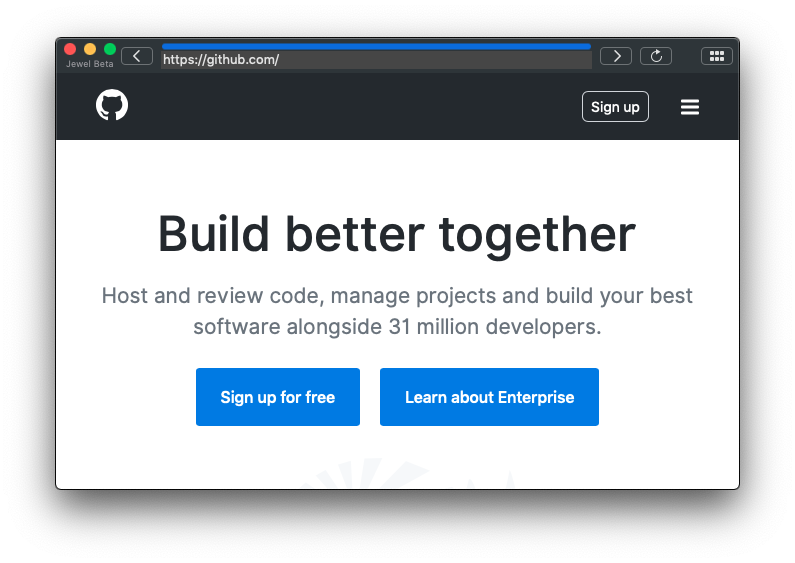 Jewel Beta
https://github.com/
Sign up
Build better together
Host and review code, manage projects and build your best
software alongside 31 million developers.
Sign up for free
Learn about Enterprise